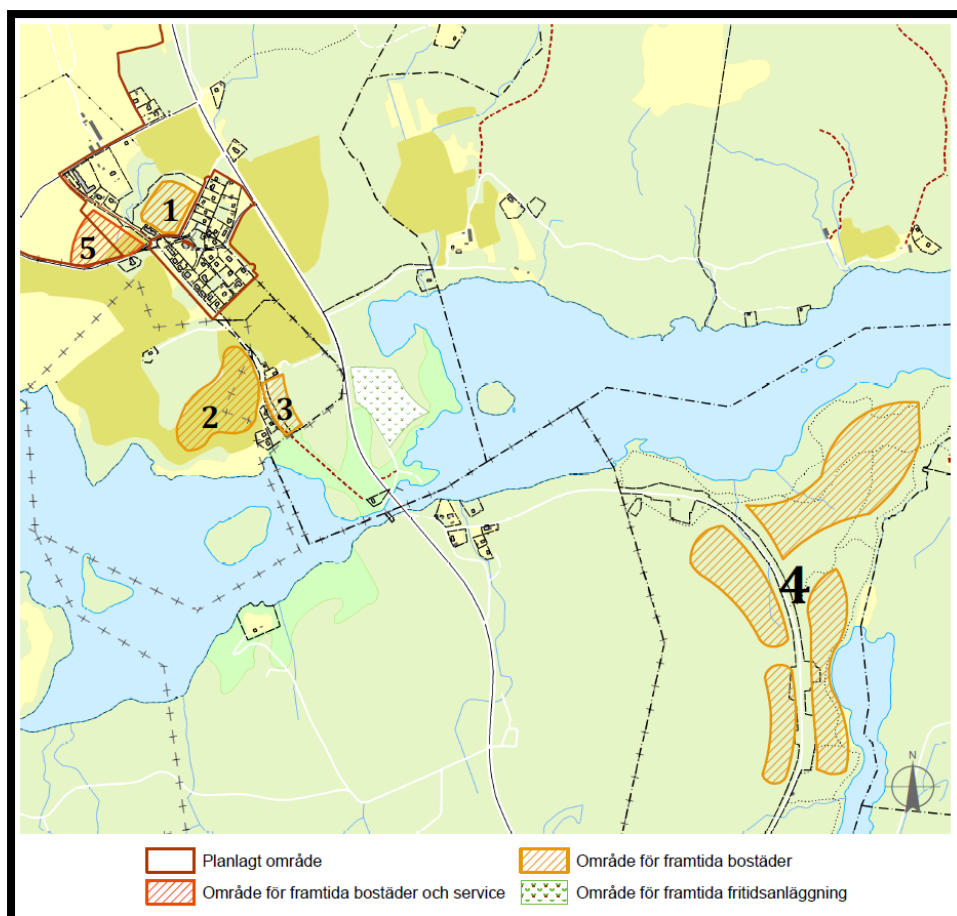 1
5
2
3
4
N
Planlagt område
Område för framtida bostäder
Område för framtida bostäder och service
Område för framtida fritidsanläggning